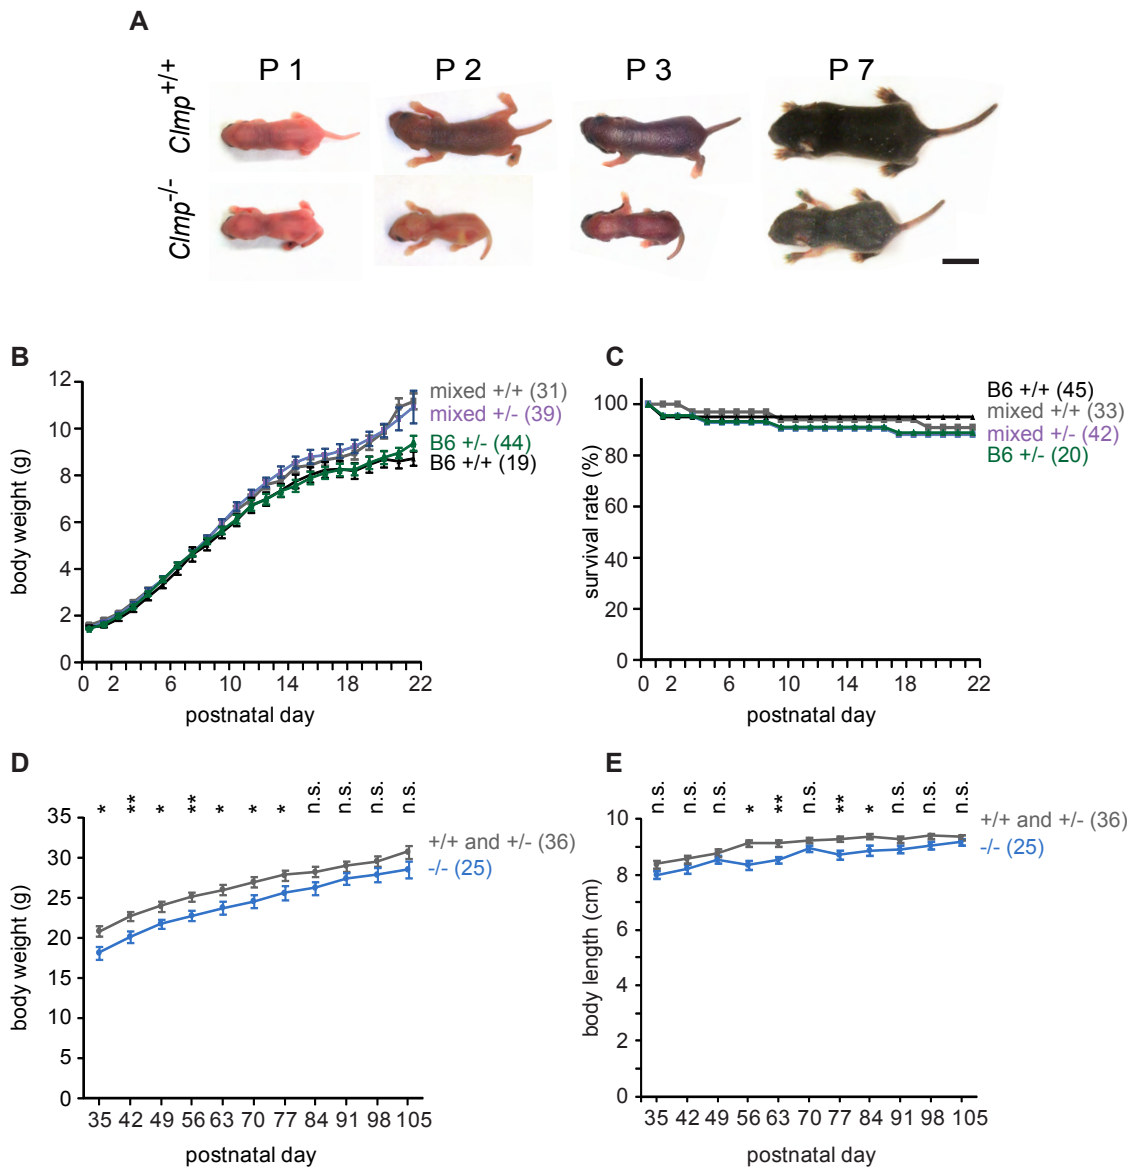 A
P 1 P 2 P 3 P 7
Clmp+/+
Clmp-/-
B
12
10
8
6
4
2
0
body weight (g)
0 2 6 10 14 18 22
postnatal day
mixed +/+ (31)
mixed +/- (39)
B6 +/- (44)
B6 +/+ (19)
C
100
80
60
40
20
0
survival rate (%)
0 2 6 10 14 18 22
postnatal day
B6 +/+ (45)
mixed +/+ (33)
mixed +/- (42)
B6 +/- (20)
D
* ** * ** * * * n.s. n.s. n.s. n.s.
35
30
25
20
15
10
5
0
body weight (g)
35 42 49 56 63 70 77 84 91 98 105
postnatal day
+/+ and +/- (36)
-/- (25)
E
n.s. n.s. n.s. * ** n.s. ** * n.s. n.s. n.s.
10
8
6
4
2
0
body length (cm)
35 42 49 56 63 70 77 84 91 98 105
postnatal day
+/+ and +/- (36)
-/- (25)